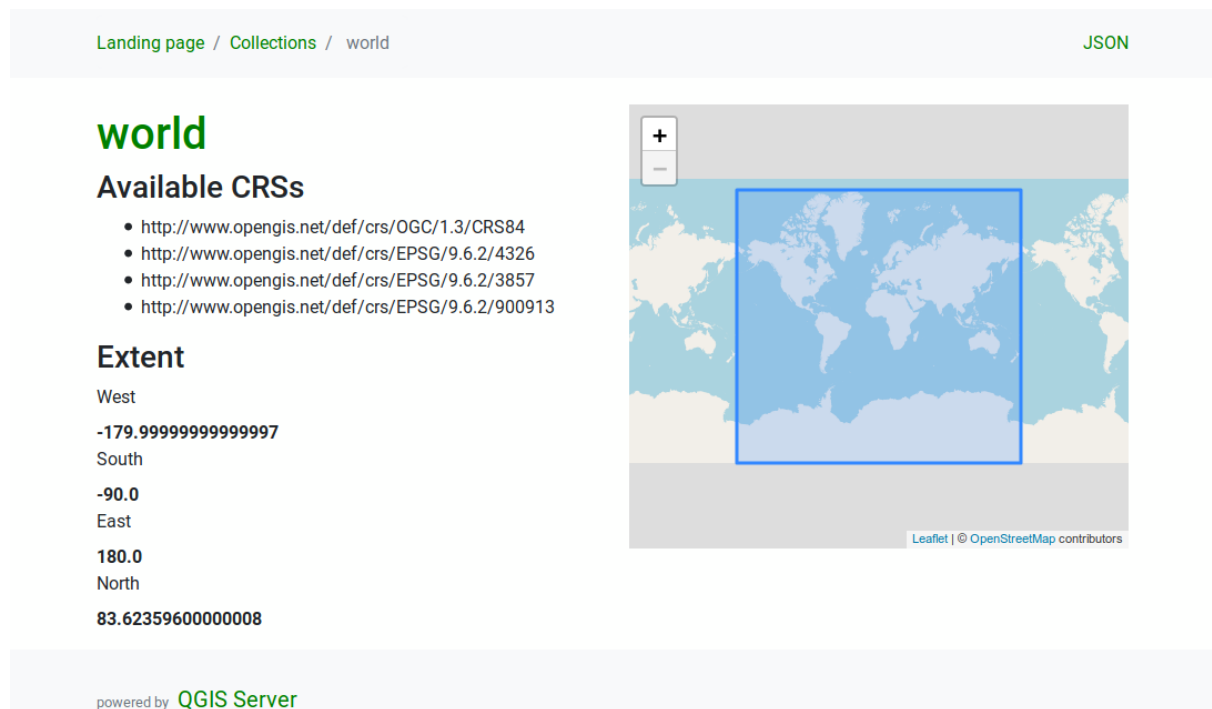 Landing page / Collections / world
JSON
world
Available CRSs
http://www.opengis.net/def/crs/OGC/1.3/CRS84
http://www.opengis.net/def/crs/EPSG/9.6.2/4326
http://www.opengis.net/def/crs/EPSG/9.6.2/3857
http://www.opengis.net/def/crs/EPSG/9.6.2/900913
Extent
West
-179.99999999999997
South
-90.0
East
180.0
North
83.62359600000008
+
−
Leaflet | © OpenStreetMap contributors
powered by QGIS Server